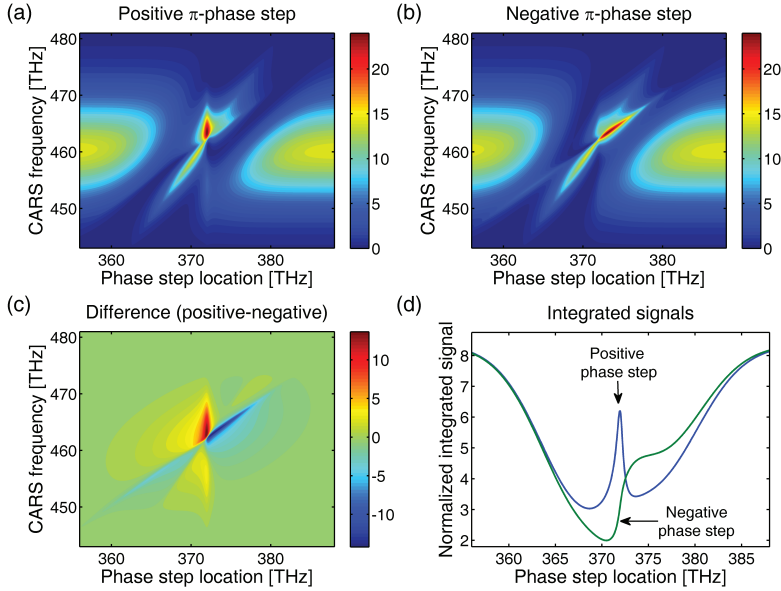 (a) Positive π-phase step
(b) Negative π-phase step
CARS frequency [THz]
480
470
460
450
360 370 380
Phase step location [THz]
20
15
10
5
0
CARS frequency [THz]
480
470
460
450
360 370 380
Phase step location [THz]
20
15
10
5
0
(c) Difference (positive-negative)
CARS frequency [THz]
480
470
460
450
360 370 380
Phase step location [THz]
10
5
0
-5
-10
(d) Integrated signals
Normalized integrated signal
8
7
6
5
4
3
2
Positive
phase step
Negative
phase step
360 365 370 375 380 385
Phase step location [THz]